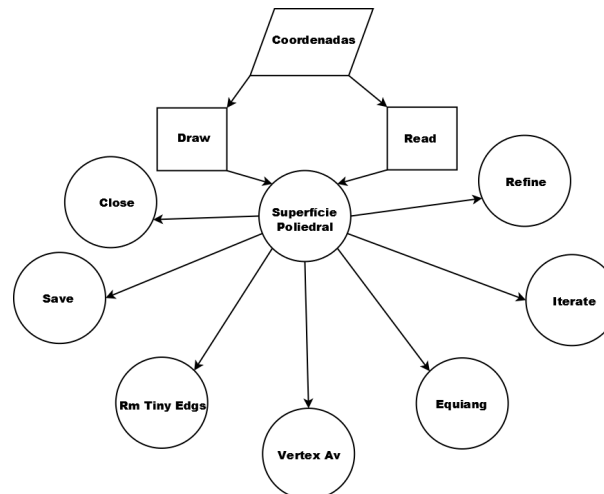 Coordenadas
Draw
Read
Close
Superfície
Poliedral
Refine
Save
Iterate
Rm Tiny Edgs
Equiang
Vertex Av